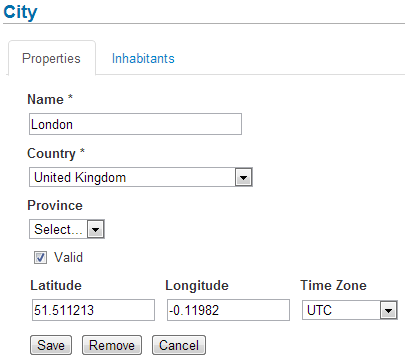 City
Properties Inhabitants
Name *
London
Country *
United Kingdom
Province
Select...
Valid
Latitude Longitude Time Zone
51.511213 -0.11982 UTC
Save Remove Cancel